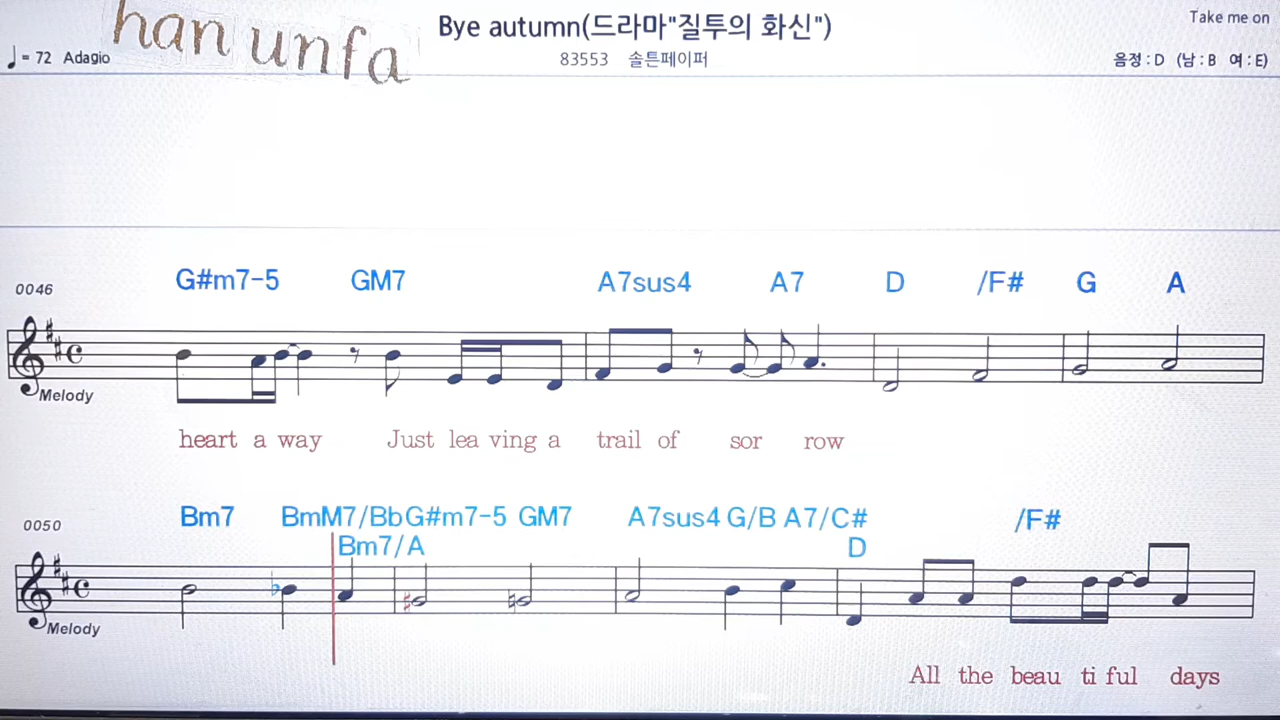 han unfa
Bye autumn(드라마"질투의 화신")
Take me on
♩= 72 Adagio
83553 솔튼페이퍼
음정 : D (남 : B 여 : E)
0046
G#m7-5 GM7 A7sus4 A7 D /F# G A
Melody
heart a way Just lea ving a trail of sor row
0050
Bm7 BmM7/Bb G#m7-5 GM7 A7sus4 G/B A7/C# /F#
Bm7/A D
Melody
All the beau ti ful days